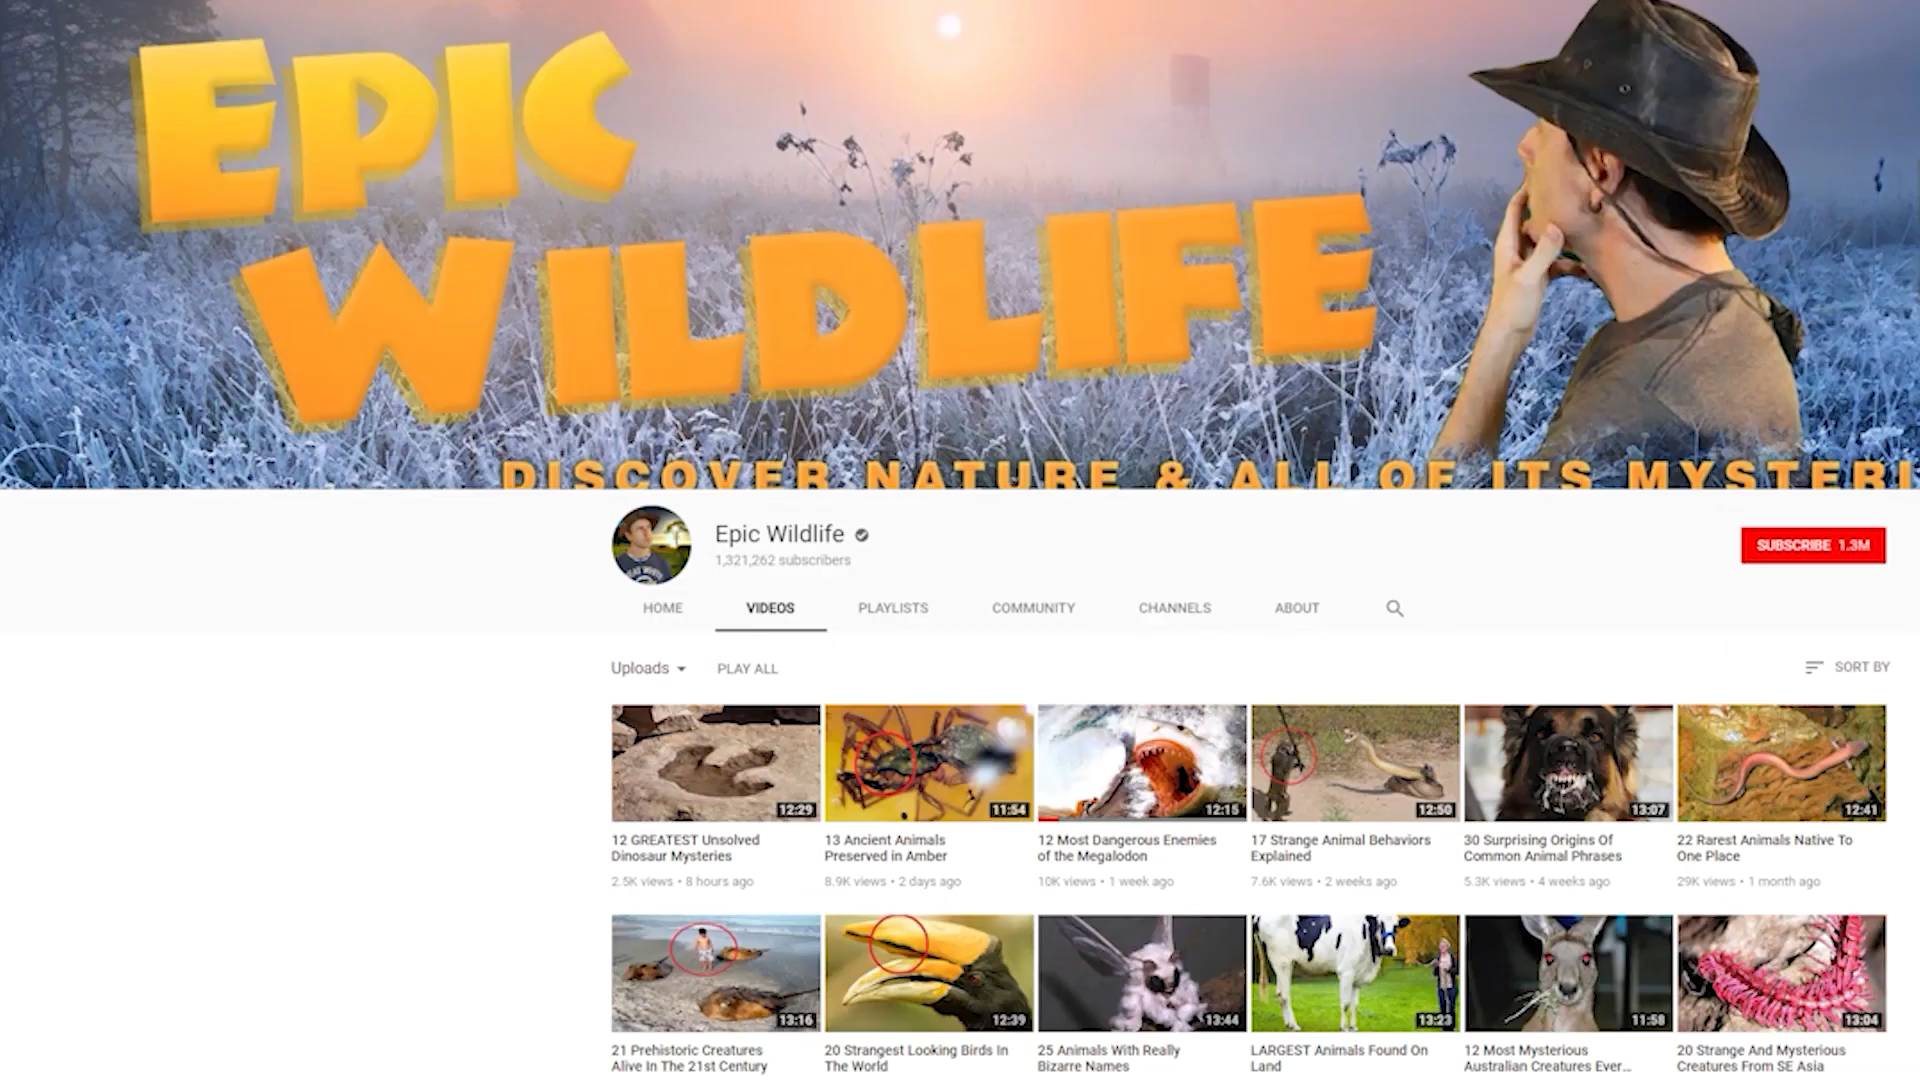 EPIC
WILDLIFE
DISCOVER NATURE & ALL OF ITS MYSTERI
Epic Wildlife
1,321,262 subscribers
SUBSCRIBE 1.3M
HOME VIDEOS PLAYLISTS COMMUNITY CHANNELS ABOUT
Uploads PLAY ALL SORT BY
12:29 11:54 12:15 12:50 13:07 12:41
12 GREATEST Unsolved
Dinosaur Mysteries
2.5K views • 8 hours ago
13 Ancient Animals
Preserved in Amber
8.9K views • 2 days ago
12 Most Dangerous Enemies
of the Megalodon
10K views • 1 week ago
17 Strange Animal Behaviors
Explained
7.6K views • 2 weeks ago
30 Surprising Origins Of
Common Animal Phrases
5.3K views • 4 weeks ago
22 Rarest Animals Native To
One Place
29K views • 1 month ago
13:16 12:39 13:44 13:23 11:58 13:04
21 Prehistoric Creatures
Alive In The 21st Century
20 Strangest Looking Birds In
The World
25 Animals With Really
Bizarre Names
LARGEST Animals Found On
Land
12 Most Mysterious
Australian Creatures Ever...
20 Strange And Mysterious
Creatures From SE Asia